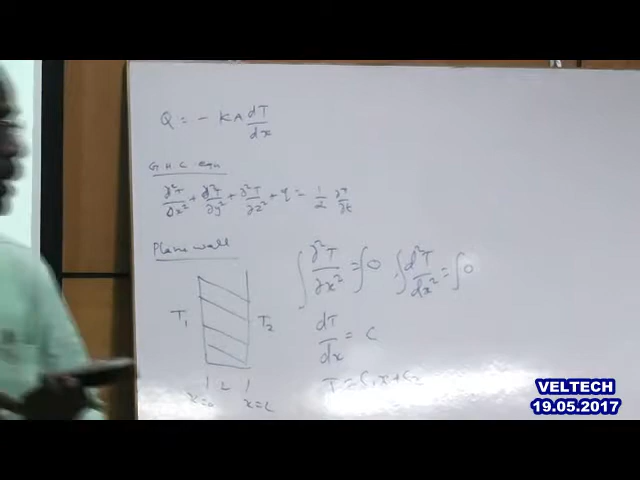 Q = - KA dT/dx
G H C eqn
∂²T/∂x² + ∂²T/∂y² + ∂²T/∂z² + q = 1/α ∂T/∂t
Plane wall
∫ ∂²T/∂x² = ∫ 0 ∫ d²T/dx² = ∫ 0
T₁ T₂
dT/dx = C
T = C₁x + C₂
L
x=0 x=L
VELTECH
19.05.2017